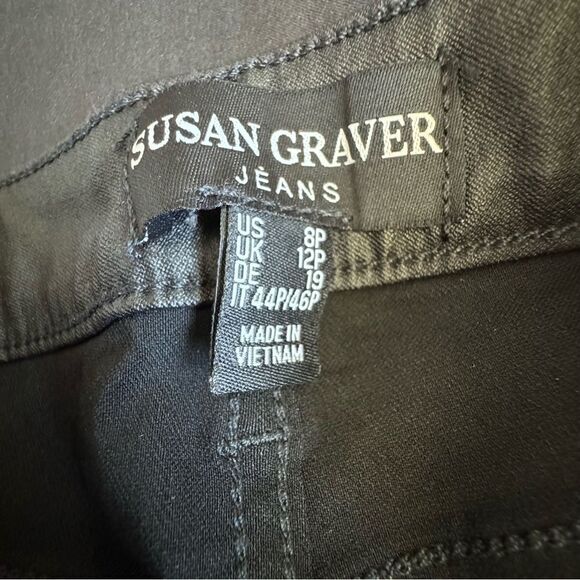 SUSAN GRAVER
JEANS
US 8P
UK 12P
DE 19
IT 44P/46P
MADE IN
VIETNAM